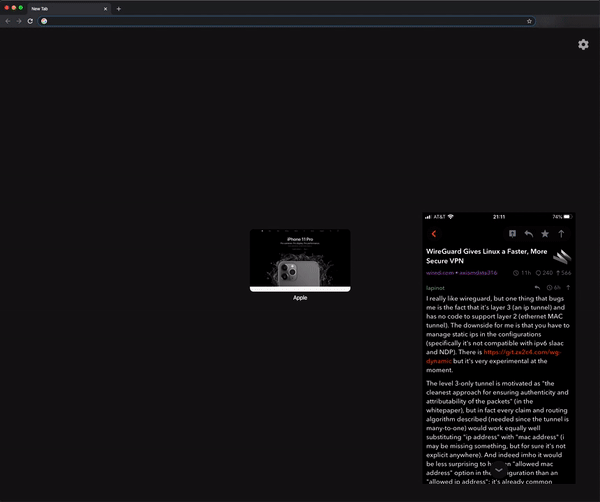 New Tab
iPhone 11 Pro
Apple
AT&T
21:11
74%
WireGuard Gives Linux a Faster, More
Secure VPN
wired.com •
11h
240
566
lapinot
6h
I really like wireguard, but one thing that bugs
me is the fact that it's layer 3 (an ip tunnel) and
has no code to support layer 2 (ethernet MAC
tunnel). The downside for me is that you have to
manage static ips in the configurations
(specifically it's not compatible with ipv6 slaac
and NDP). There is https://git.zx2c4.com/wg-
dynamic but it's very experimental at the
moment.
The level 3-only tunnel is motivated as "the
cleanest approach for ensuring authenticity and
attributability of the packets" (in the
whitepaper), but in fact every claim and routing
algorithm described (needed since the tunnel is
many-to-one) would work equally well
substituting "ip address" with "mac address" (i
may be missing something, but for sure it's not
explicit anywhere). And indeed imho it would
be less surprising to have an "allowed mac
address" option in the configuration than an
"allowed ip address": it's already common